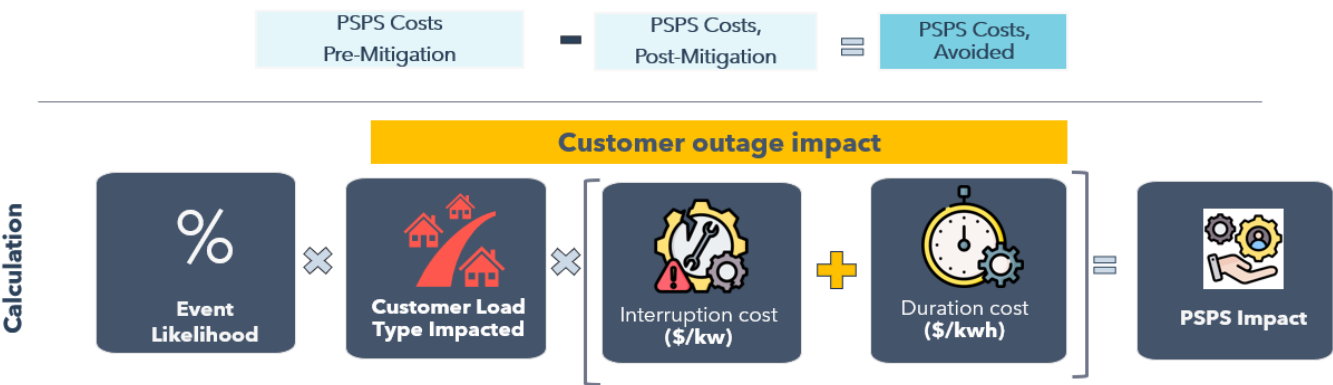 PSPS Costs
Pre-Mitigation
-
PSPS Costs,
Post-Mitigation
=
PSPS Costs,
Avoided
Customer outage impact
Calculation
%
Event
Likelihood
×
Customer Load
Type Impacted
×
[
Interruption cost
($/kw)
+
Duration cost
($/kwh)
]
=
PSPS Impact